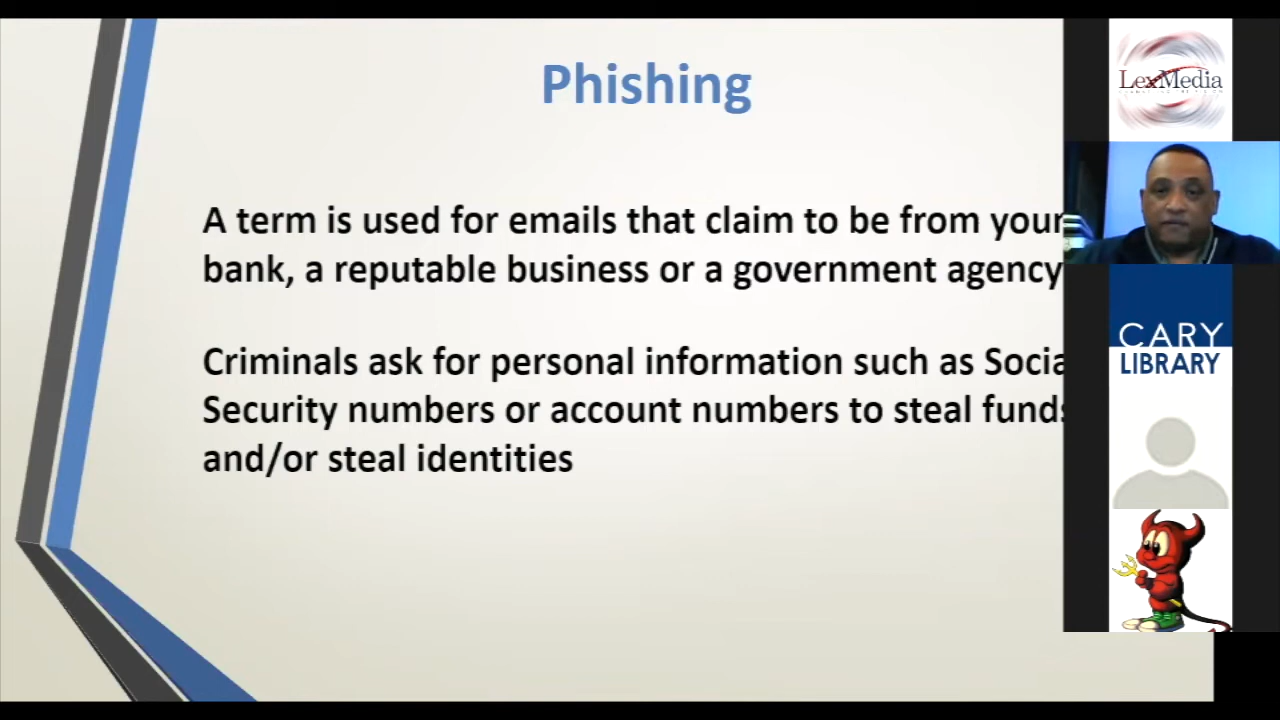 Phishing
A term is used for emails that claim to be from your
bank, a reputable business or a government agency
Criminals ask for personal information such as Socia
Security numbers or account numbers to steal funds
and/or steal identities
LexMedia
CARY
LIBRARY